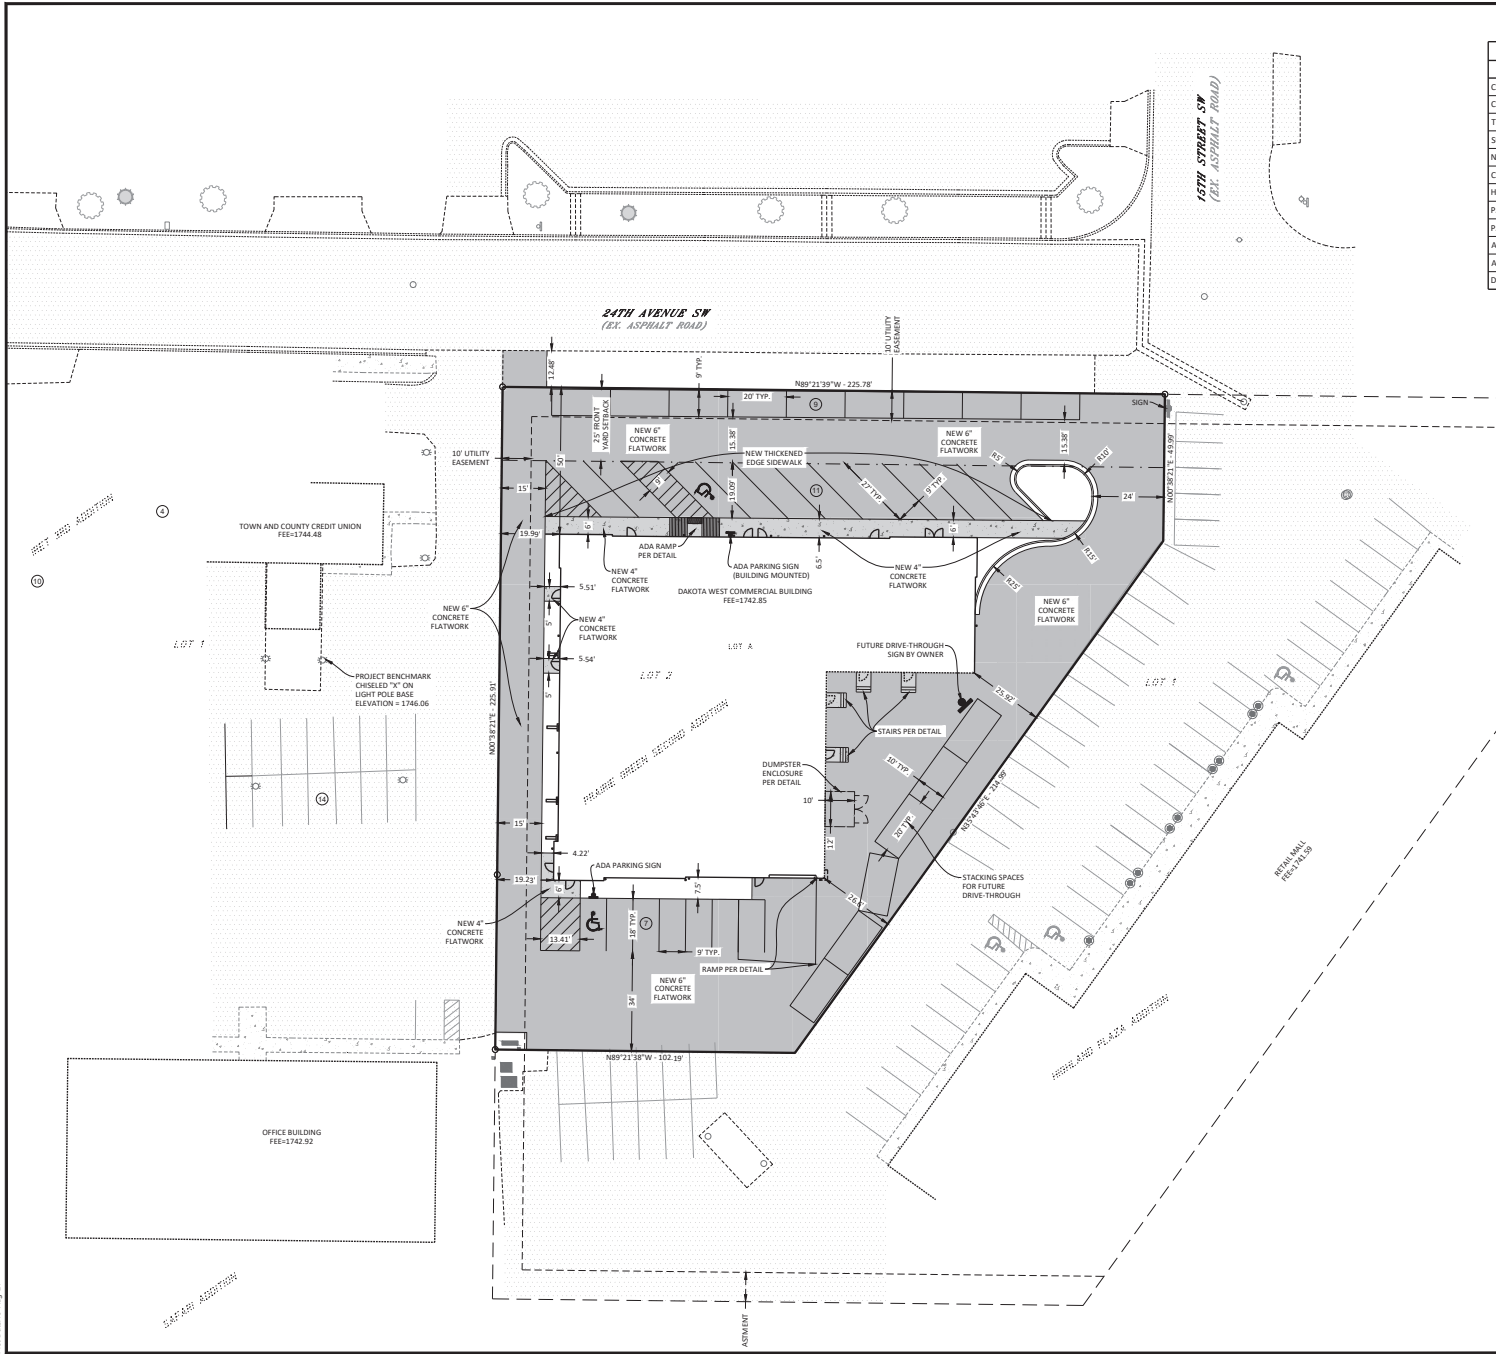 15TH STREET SW
(EX. ASPHALT ROAD)
C
C
T
S
N
C
H
P
P
A
A
D
24TH AVENUE SW
(EX. ASPHALT ROAD)
10' UTILITY
EASEMENT
12.48'
9' TYP.
N89°21'39"W - 225.78'
20' TYP.
9
SIGN
25' FRONT
YARD SETBACK
NEW 6"
CONCRETE
FLATWORK
15.38'
NEW 6"
CONCRETE
FLATWORK
15.38'
N00°38'21"E - 49.99'
10' UTILITY
EASEMENT
50'
NEW THICKENED
EDGE SIDEWALK
R5'
R10'
15'
9'
19.09'
11
27' TYP.
9' TYP.
24'
4
TOWN AND COUNTY CREDIT UNION
FEE=1744.48
19.99'
6'
6'
ADA RAMP
PER DETAIL
6.5'
R15'
ADA PARKING SIGN
(BUILDING MOUNTED)
NEW 4"
CONCRETE
FLATWORK
NEW 4"
CONCRETE
FLATWORK
R25'
10
5.51'
DAKOTA WEST COMMERCIAL BUILDING
FEE=1742.85
NEW 6"
CONCRETE
FLATWORK
NEW 6"
CONCRETE
FLATWORK
5'
NEW 4"
CONCRETE
FLATWORK
LOT 1
LOT A
FUTURE DRIVE-THROUGH
SIGN BY OWNER
5.54'
LOT 2
LOT 1
PROJECT BENCHMARK
CHISELED "X" ON
LIGHT POLE BASE
ELEVATION = 1746.06
5'
25.92'
N00°38'21"E - 225.91'
STAIRS PER DETAIL
PRAIRIE GREEN SECOND ADDITION
DUMPSTER
ENCLOSURE
PER DETAIL
10' TYP.
14
10'
N35°43'46"E - 214.99'
15'
20' TYP.
12'
4.22'
ADA PARKING SIGN
RETAIL MALL
FEE=1741.59
19.23'
6'
7.5'
STACKING SPACES
FOR FUTURE
DRIVE-THROUGH
NEW 4"
CONCRETE
FLATWORK
18' TYP.
7
13.41'
9' TYP.
RAMP PER DETAIL
NEW 6"
CONCRETE
FLATWORK
34'
HIGHLAND PLAZA ADDITION
N89°21'38"W - 102.19'
OFFICE BUILDING
FEE=1742.92
SAFARI ADDITION